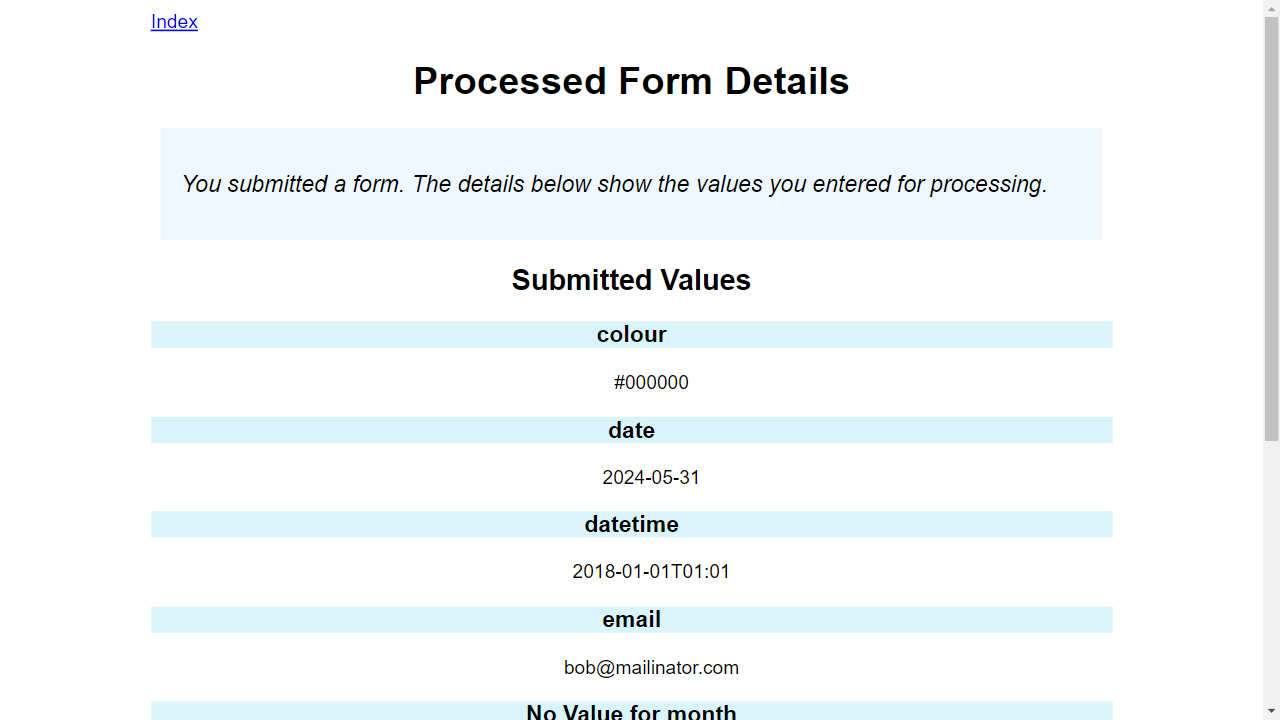 Index
Processed Form Details
You submitted a form. The details below show the values you entered for processing.
Submitted Values
colour
#000000
date
2024-05-31
datetime
2018-01-01T01:01
email
bob@mailinator.com
No Value for month